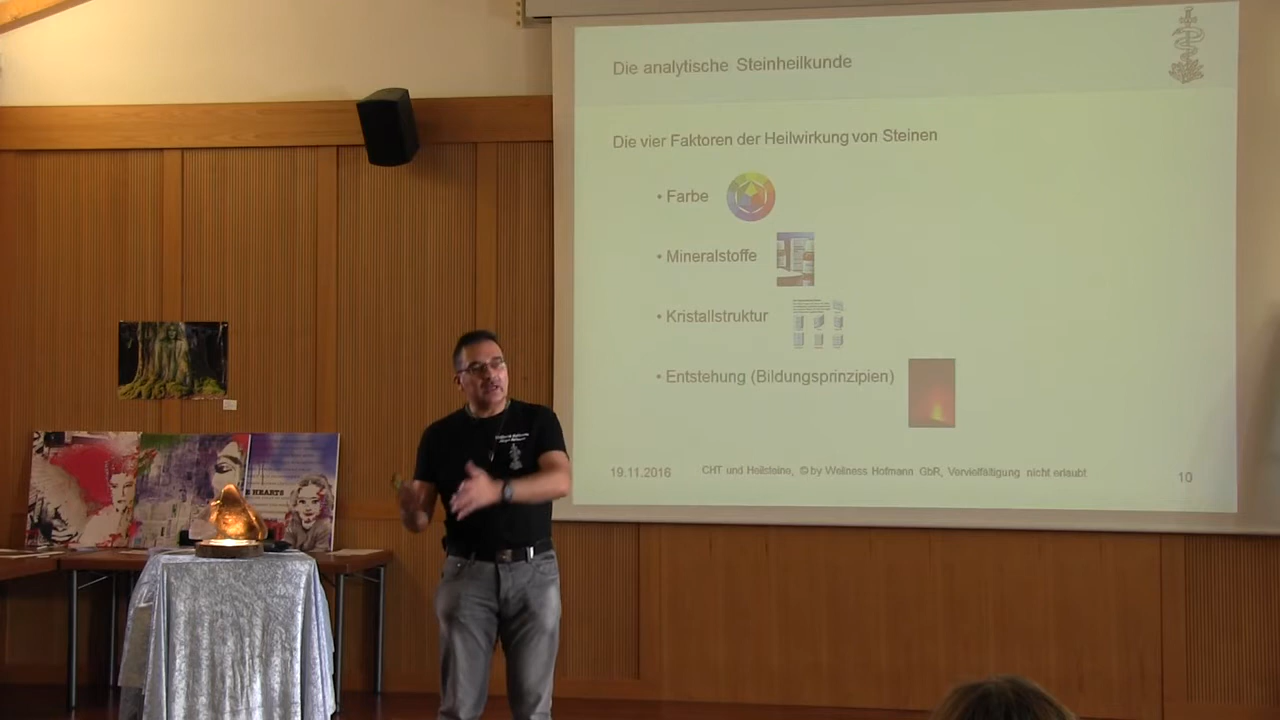 Die analytische Steinheilkunde
Die vier Faktoren der Heilwirkung von Steinen
• Farbe
• Mineralstoffe
• Kristallstruktur
• Entstehung (Bildungsprinzipien)
19.11.2016
CHT und Heilsteine, © by Wellness Hofmann GbR, Vervielfältigung nicht erlaubt
10
HEARTS